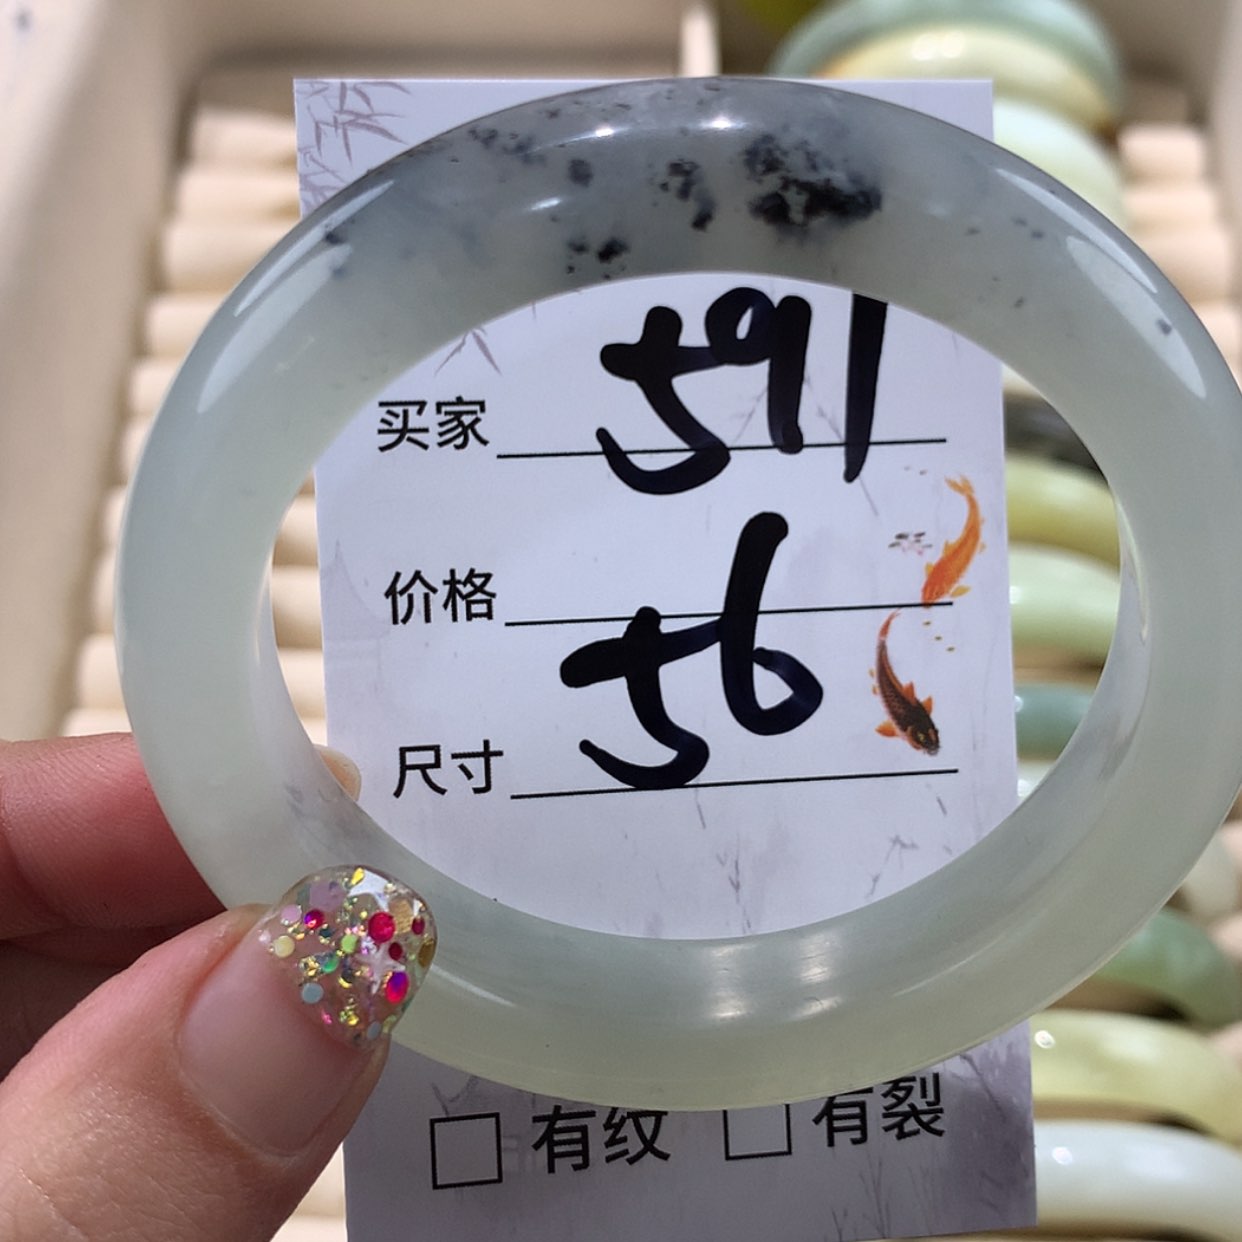 买家 591
价格
尺寸 56
有纹 有裂